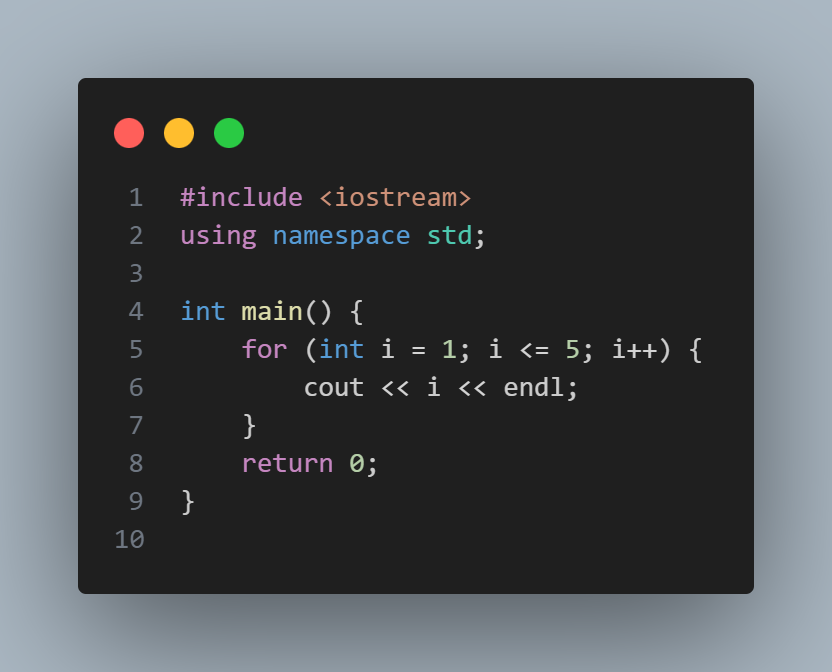 1 #include <iostream>
2 using namespace std;
3
4 int main() {
5     for (int i = 1; i <= 5; i++) {
6         cout << i << endl;
7     }
8     return 0;
9 }
10